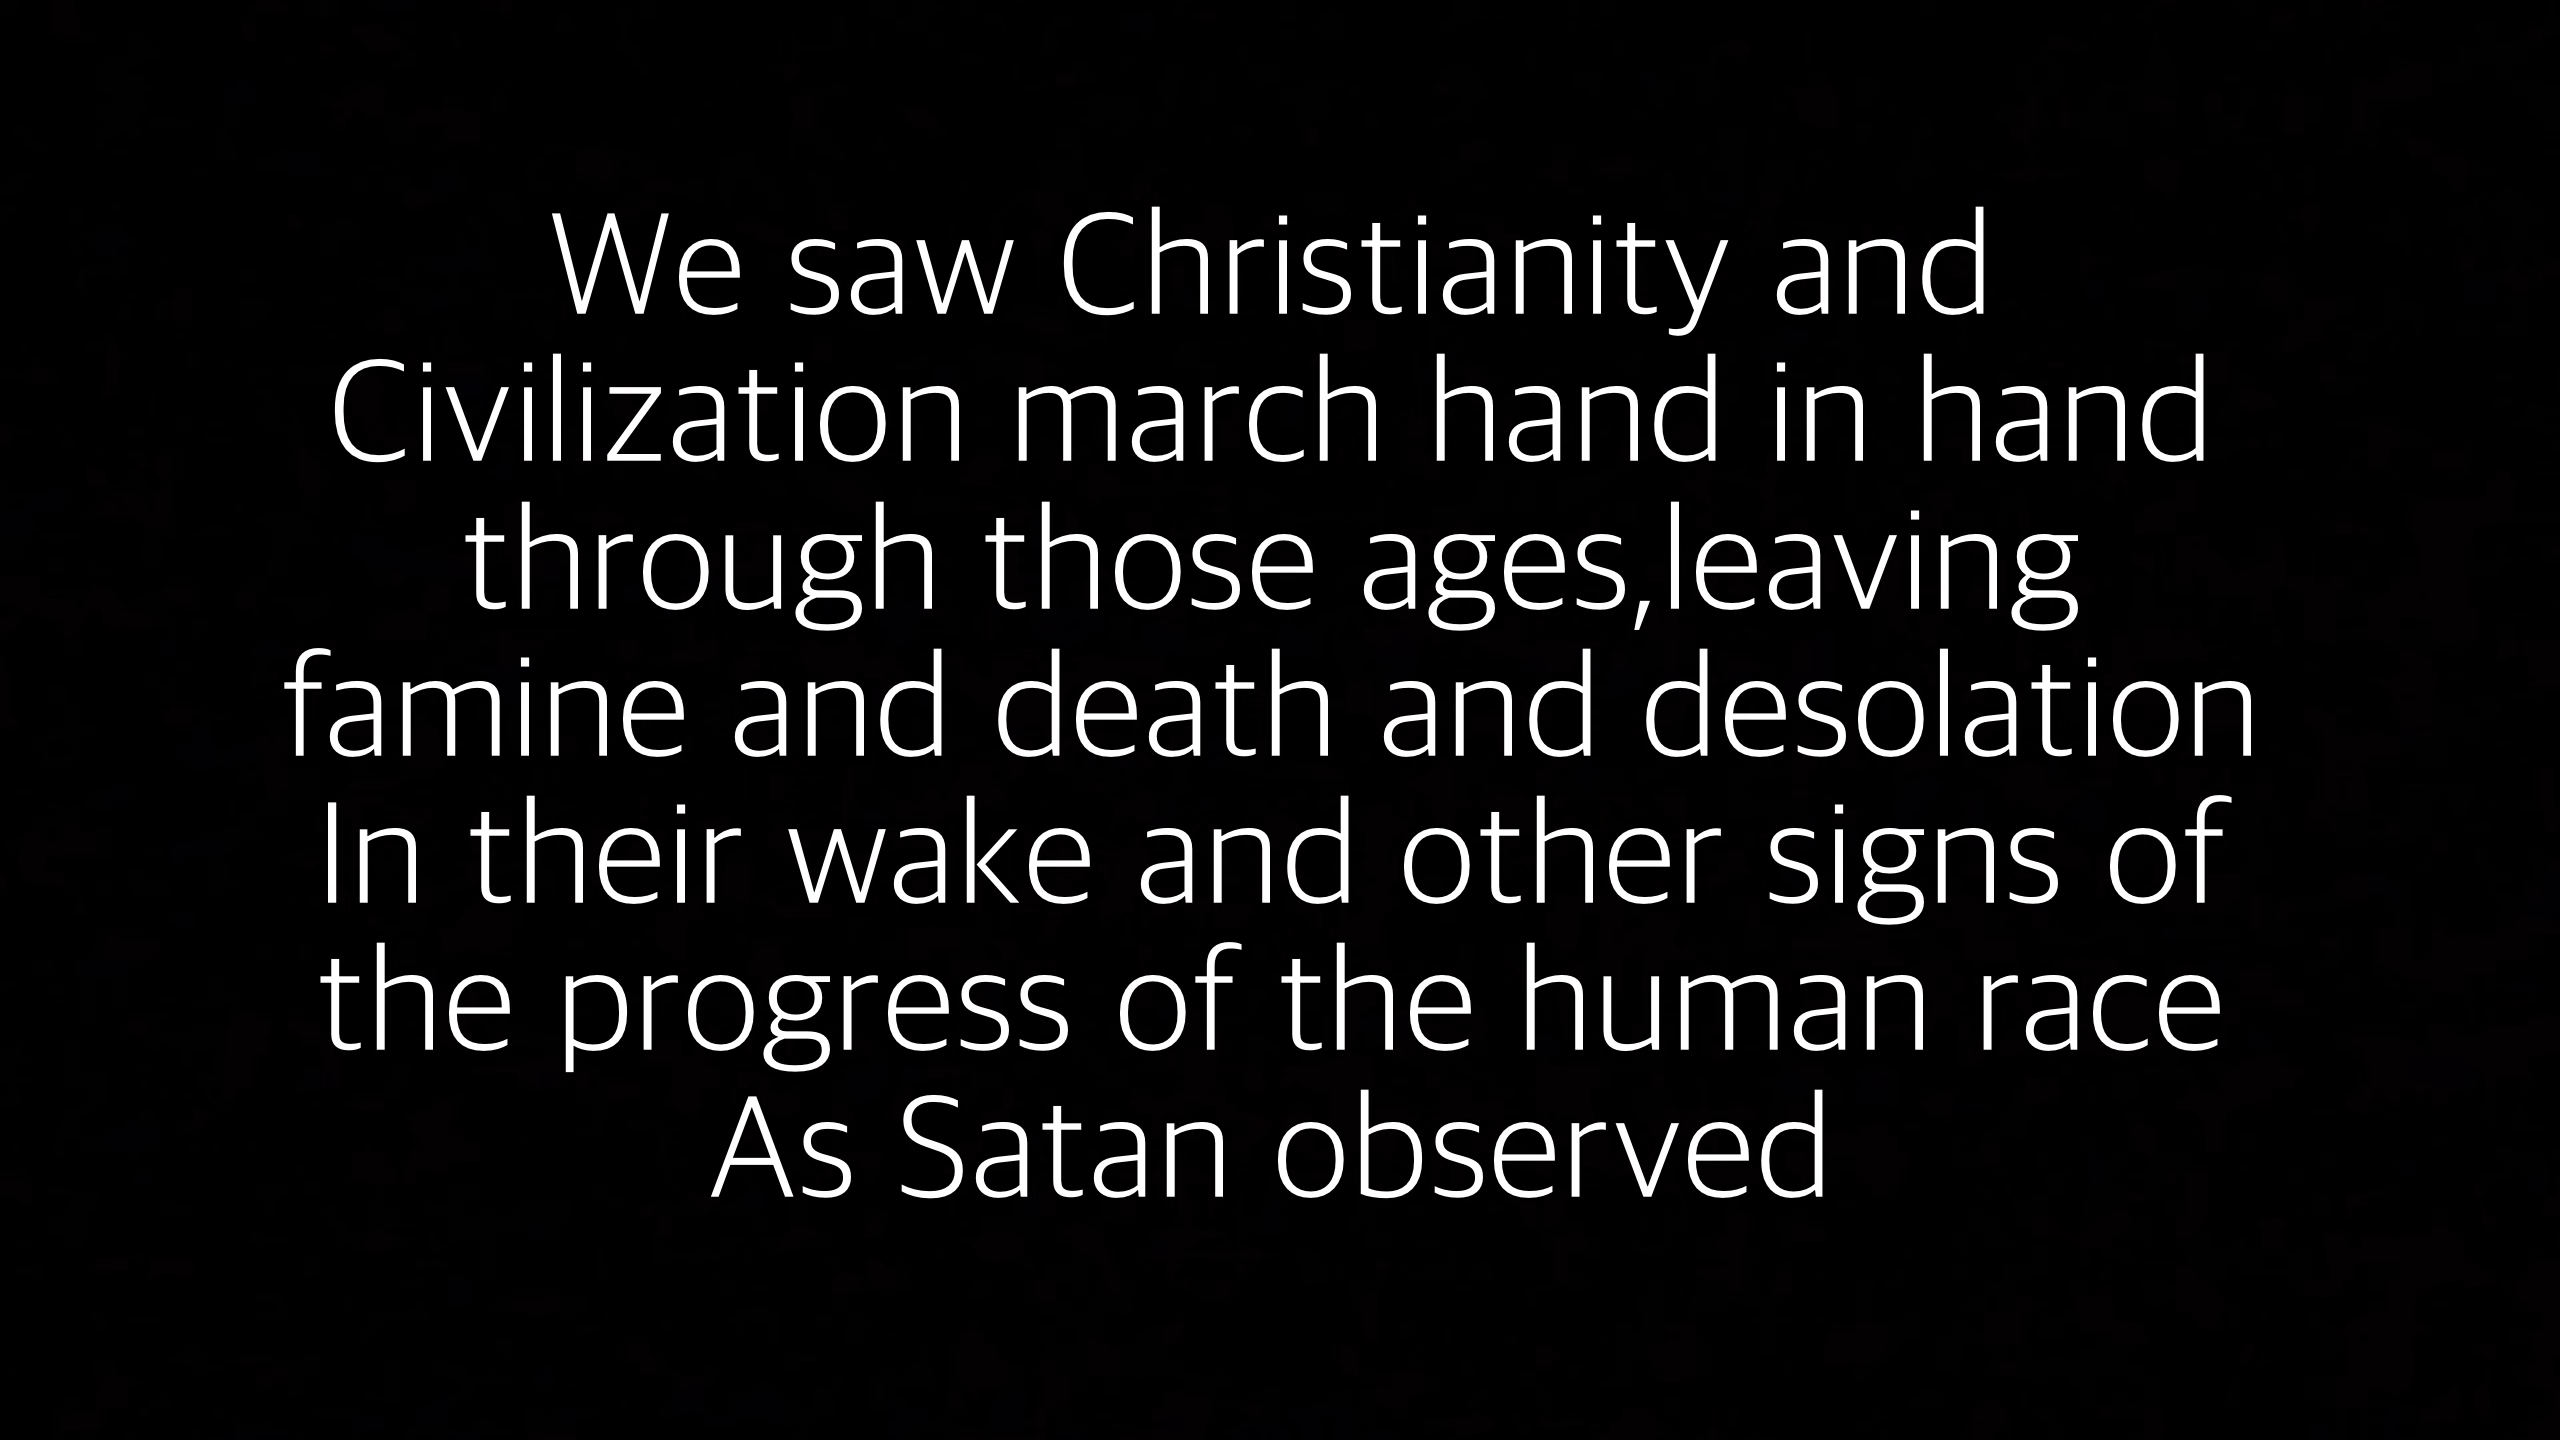 We saw Christianity and
Civilization march hand in hand
through those ages,leaving
famine and death and desolation
In their wake and other signs of
the progress of the human race
As Satan observed